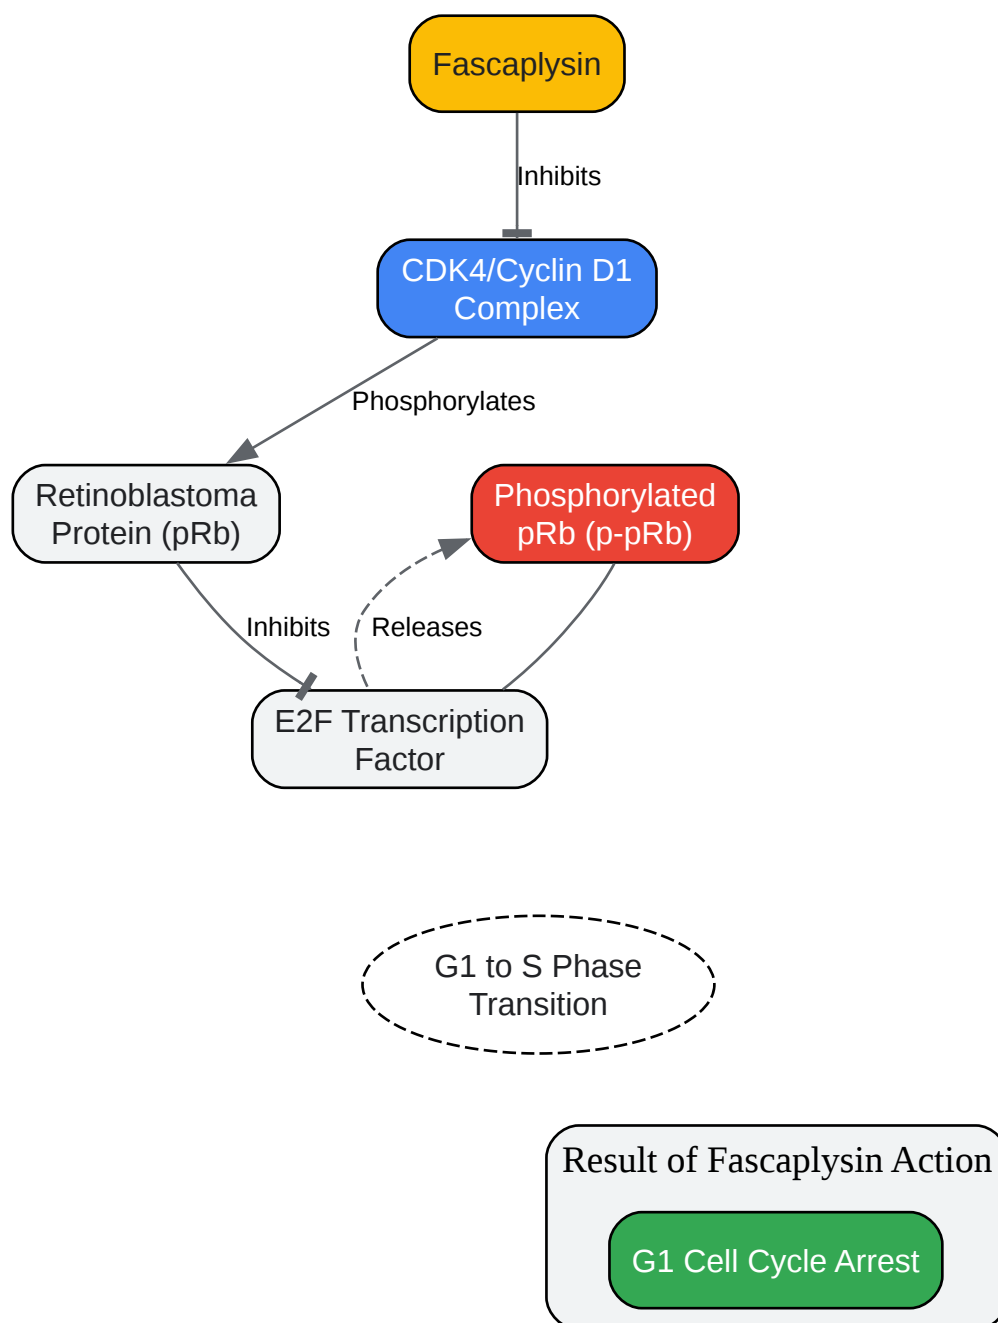 Fascaplysin
Inhibits
CDK4/Cyclin D1
Complex
Phosphorylates
Retinoblastoma
Protein (pRb)
Phosphorylated
pRb (p-pRb)
Inhibits
Releases
E2F Transcription
Factor
G1 to S Phase
Transition
Result of Fascaplysin Action
G1 Cell Cycle Arrest